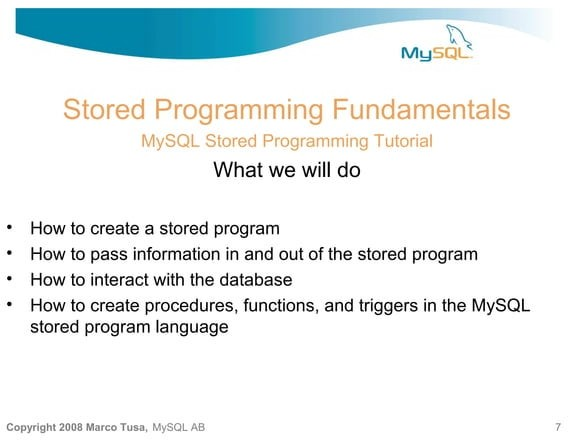 MySQL
Stored Programming Fundamentals
MySQL Stored Programming Tutorial
What we will do
• How to create a stored program
• How to pass information in and out of the stored program
• How to interact with the database
• How to create procedures, functions, and triggers in the MySQL
stored program language
Copyright 2008 Marco Tusa, MySQL AB 7